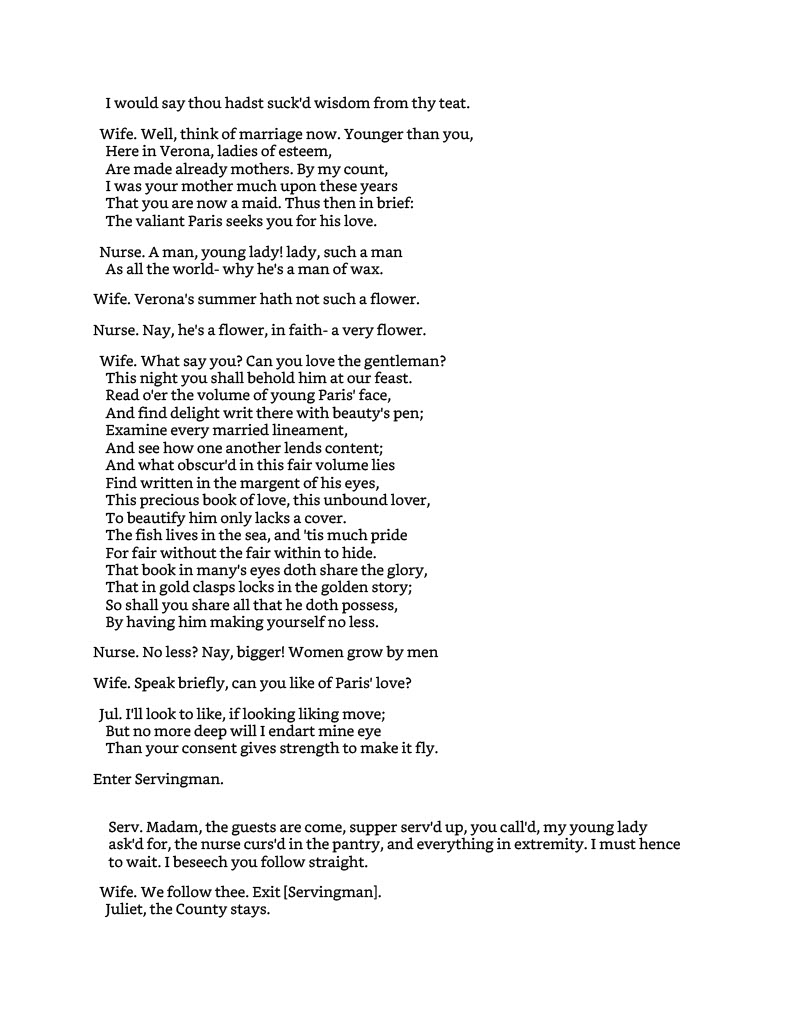 I would say thou hadst suck'd wisdom from thy teat.
Wife. Well, think of marriage now. Younger than you,
Here in Verona, ladies of esteem,
Are made already mothers. By my count,
I was your mother much upon these years
That you are now a maid. Thus then in brief:
The valiant Paris seeks you for his love.
Nurse. A man, young lady! lady, such a man
As all the world- why he's a man of wax.
Wife. Verona's summer hath not such a flower.
Nurse. Nay, he's a flower, in faith- a very flower.
Wife. What say you? Can you love the gentleman?
This night you shall behold him at our feast.
Read o'er the volume of young Paris' face,
And find delight writ there with beauty's pen;
Examine every married lineament,
And see how one another lends content;
And what obscur'd in this fair volume lies
Find written in the margent of his eyes,
This precious book of love, this unbound lover,
To beautify him only lacks a cover.
The fish lives in the sea, and 'tis much pride
For fair without the fair within to hide.
That book in many's eyes doth share the glory,
That in gold clasps locks in the golden story;
So shall you share all that he doth possess,
By having him making yourself no less.
Nurse. No less? Nay, bigger! Women grow by men
Wife. Speak briefly, can you like of Paris' love?
Jul. I'll look to like, if looking liking move;
But no more deep will I endart mine eye
Than your consent gives strength to make it fly.
Enter Servingman.
Serv. Madam, the guests are come, supper serv'd up, you call'd, my young lady
ask'd for, the nurse curs'd in the pantry, and everything in extremity. I must hence
to wait. I beseech you follow straight.
Wife. We follow thee. Exit [Servingman].
Juliet, the County stays.